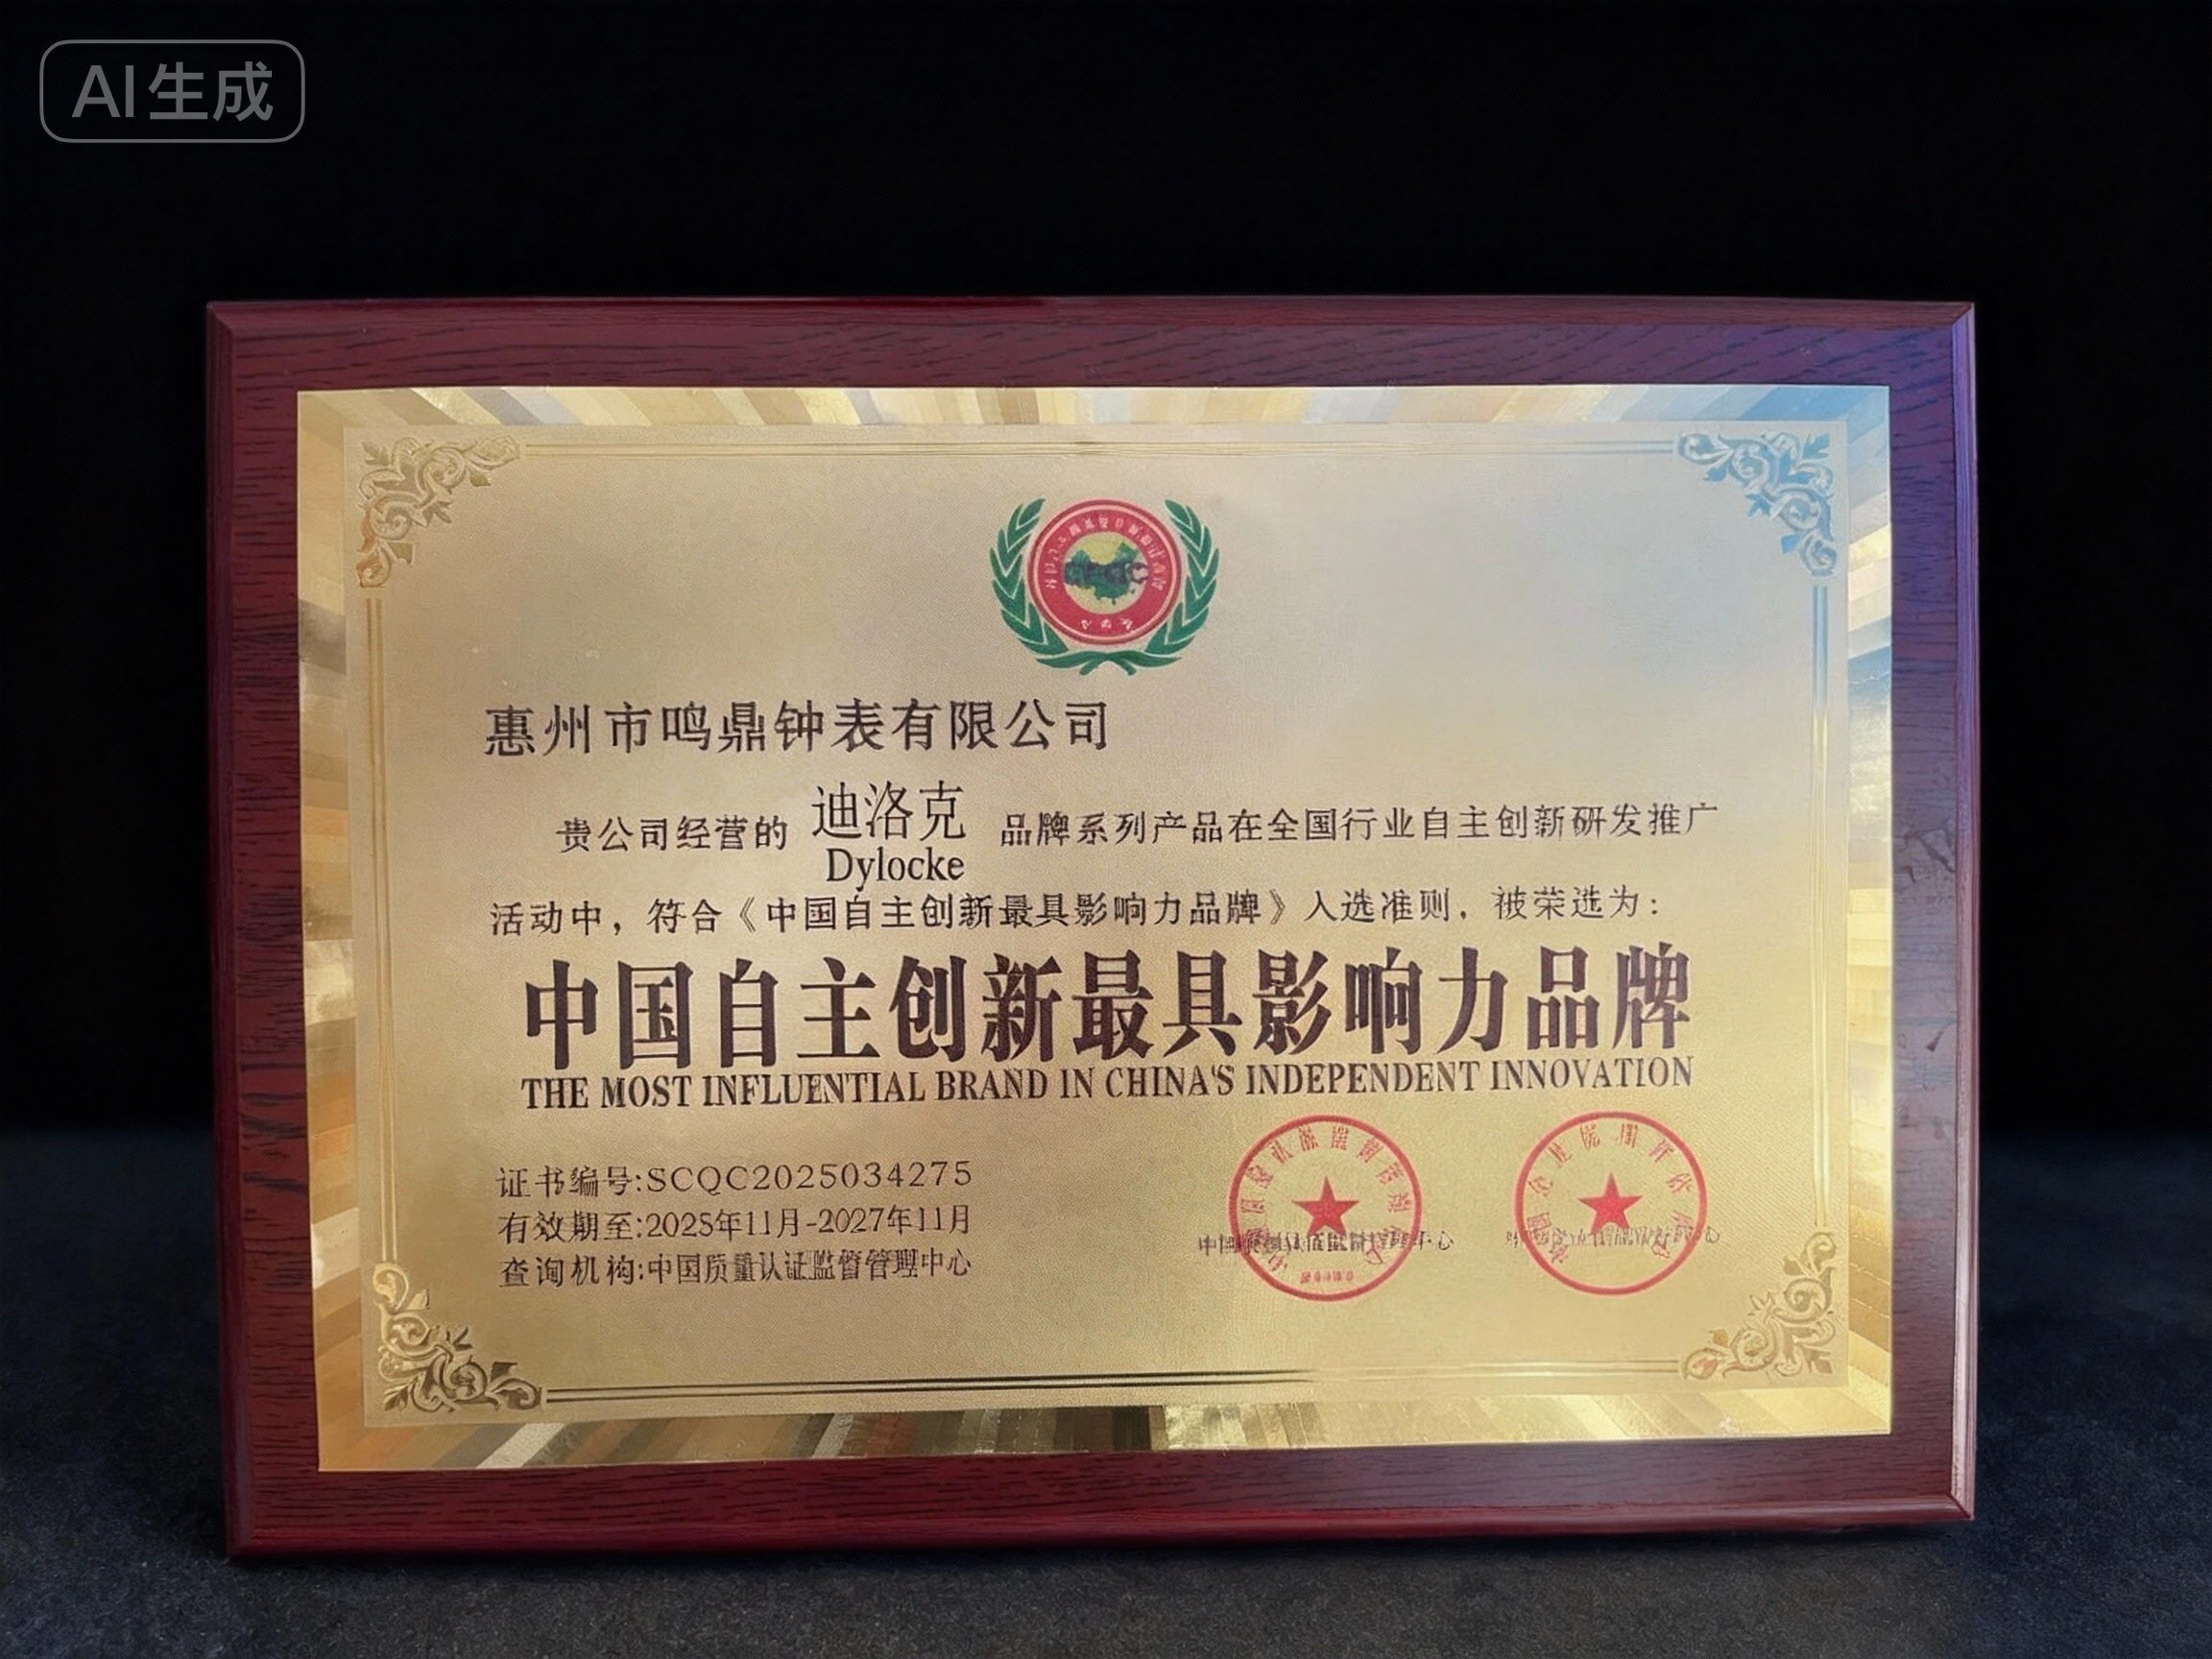 AI生成
惠州市鸣鼎钟表有限公司
贵公司经营的 迪洛克 品牌系列产品在全国行业自主创新研发推广
Dylocke
活动中，符合《中国自主创新最具影响力品牌》入选准则，被荣选为：
中国自主创新最具影响力品牌
THE MOST INFLUENTIAL BRAND IN CHINA'S INDEPENDENT INNOVATION
证书编号:SCQC2025034275
有效期至:2025年11月-2027年11月
查询机构:中国质量认证监督管理中心